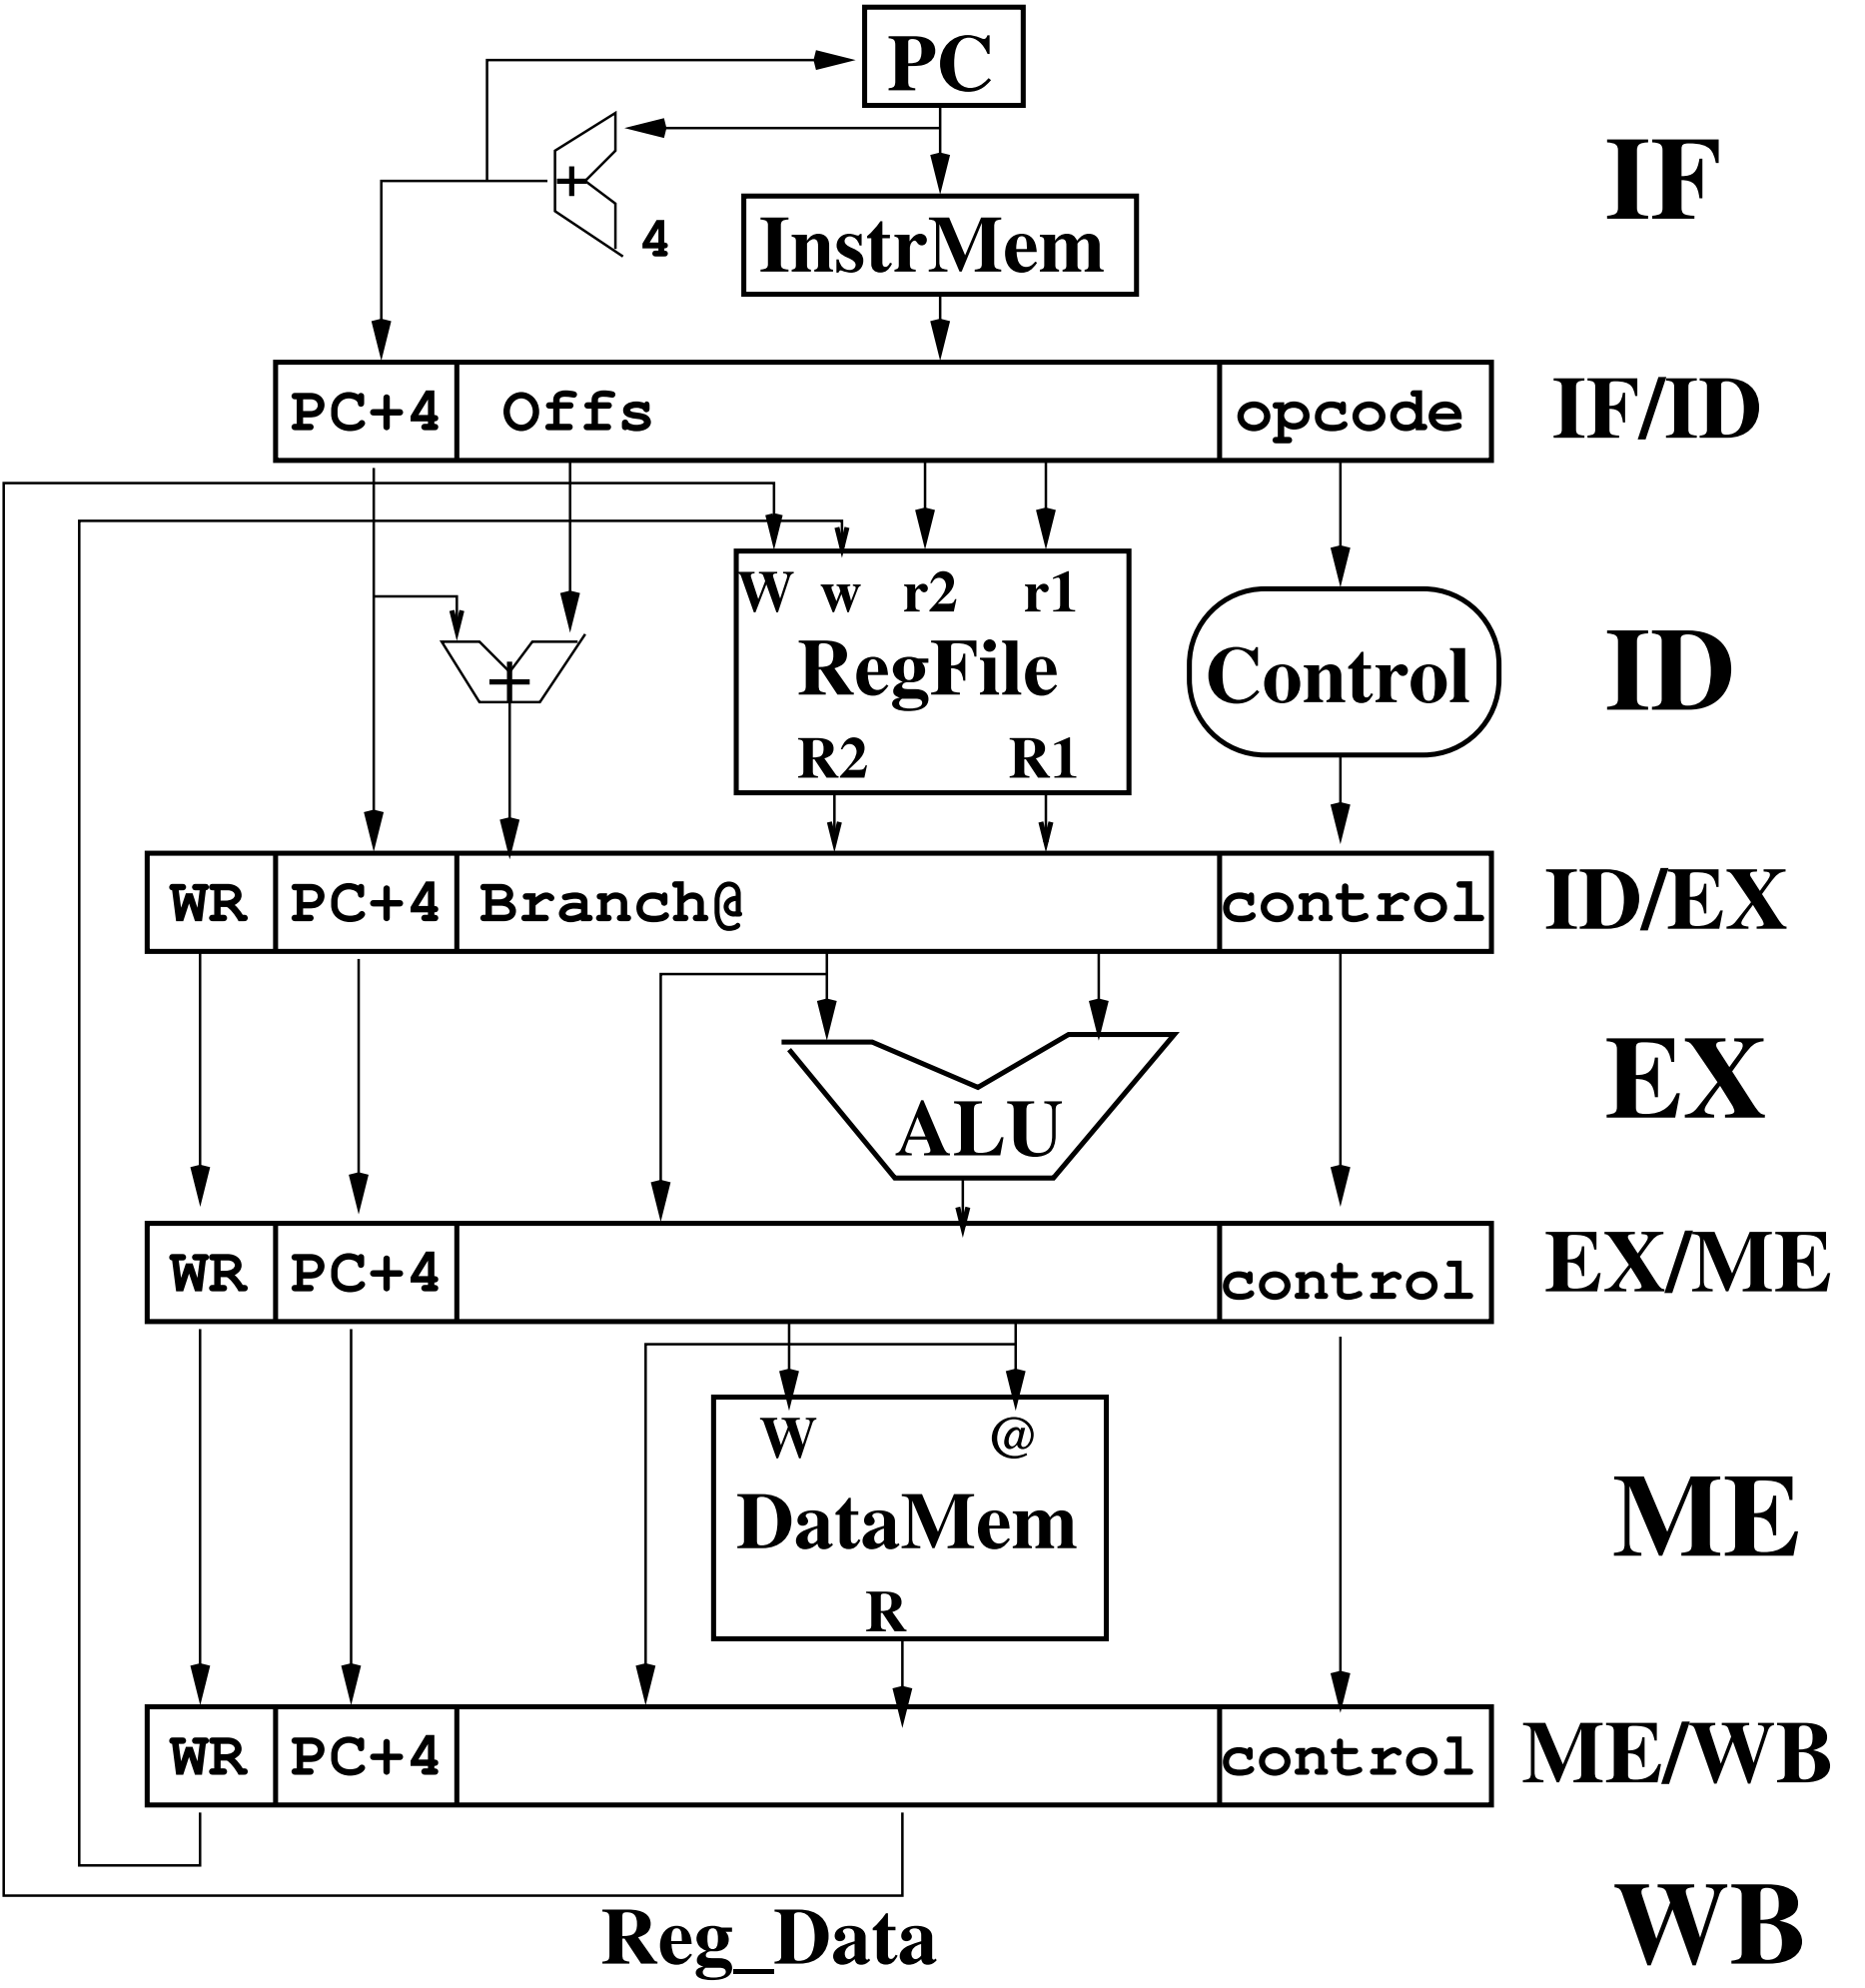 PC
IF
4
InstrMem
PC+4 Offs opcode IF/ID
W w r2 r1
RegFile Control ID
R2 R1
WR PC+4 Branch@ control ID/EX
ALU EX
WR PC+4 control EX/ME
W @
DataMem ME
R
WR PC+4 control ME/WB
Reg_Data WB